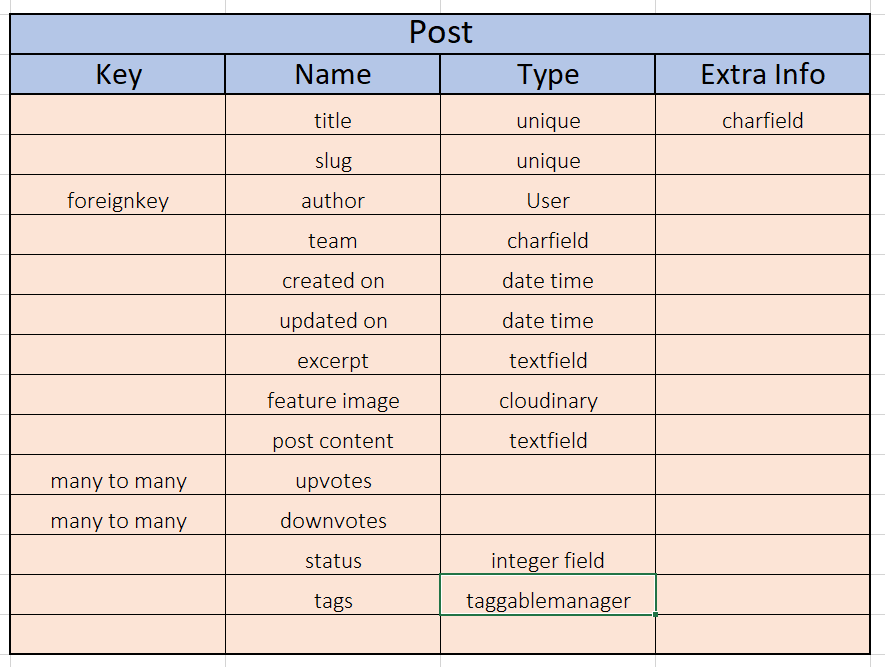 Post
Key Name Type Extra Info
title unique charfield
slug unique
foreignkey author User
team charfield
created on date time
updated on date time
excerpt textfield
feature image cloudinary
post content textfield
many to many upvotes
many to many downvotes
status integer field
tags taggablemanager